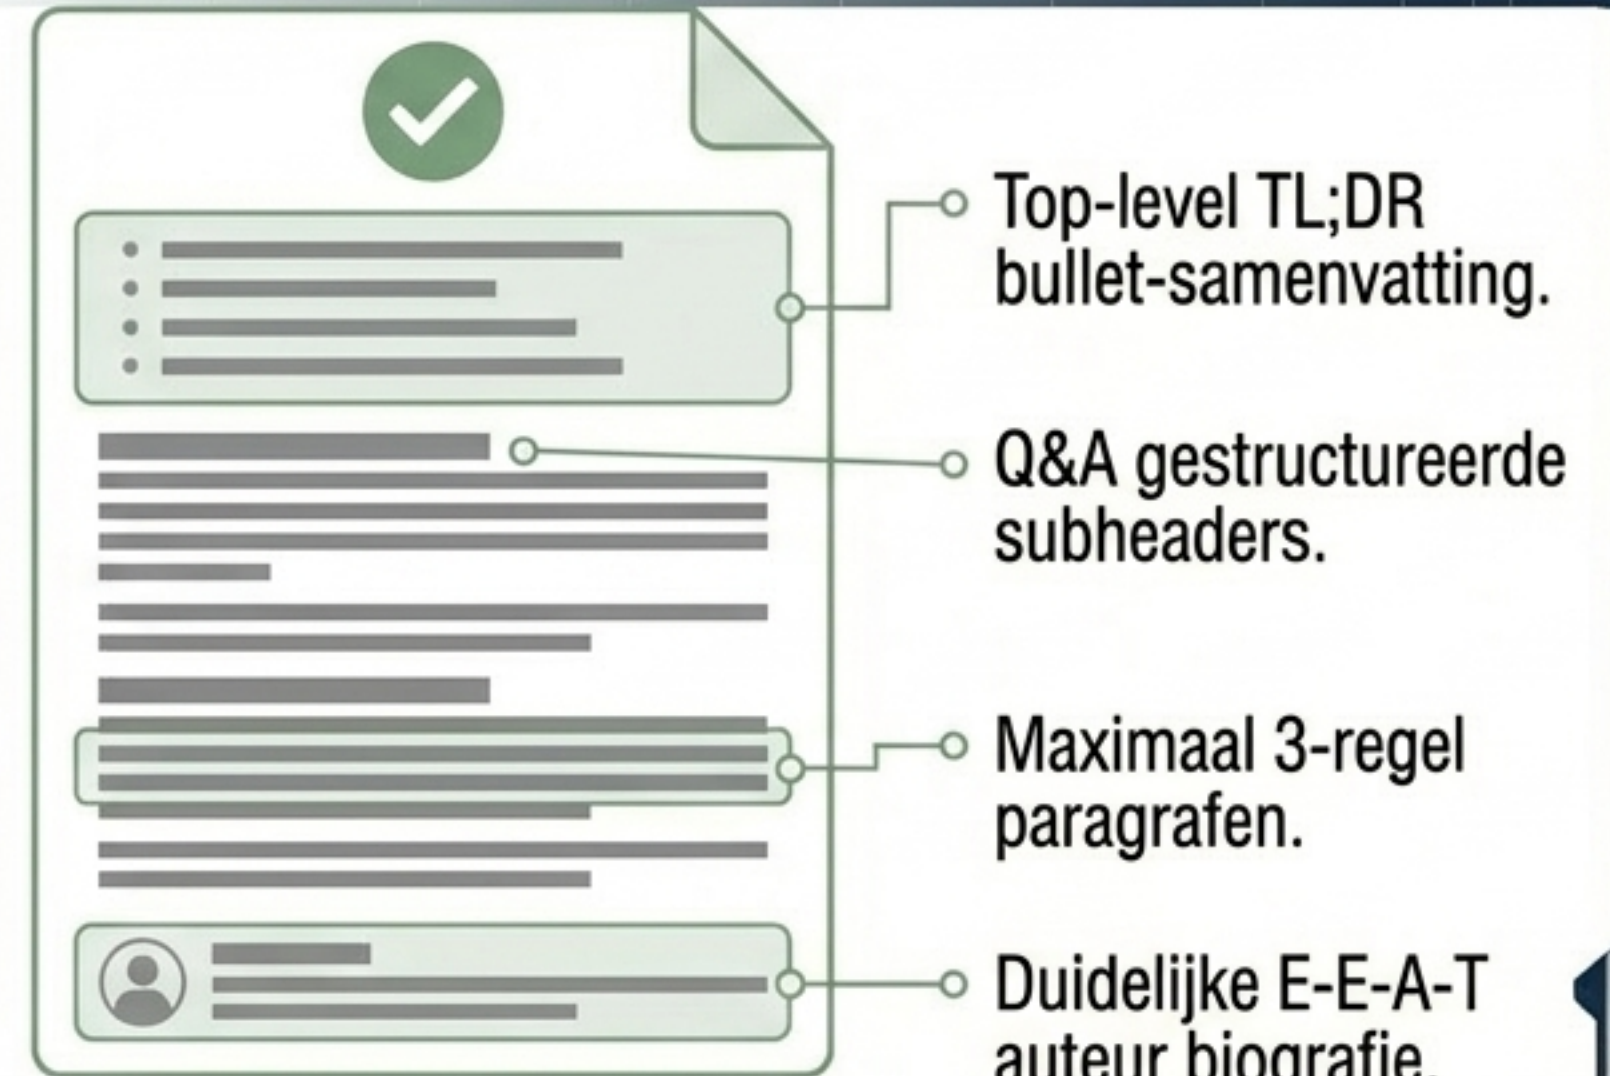 Top-level TL;DR
bullet-samenvatting.
Q&A gestructureerde
subheaders.
Maximaal 3-regel
paragrafen.
Duidelijke E-E-A-T
auteur biografie.